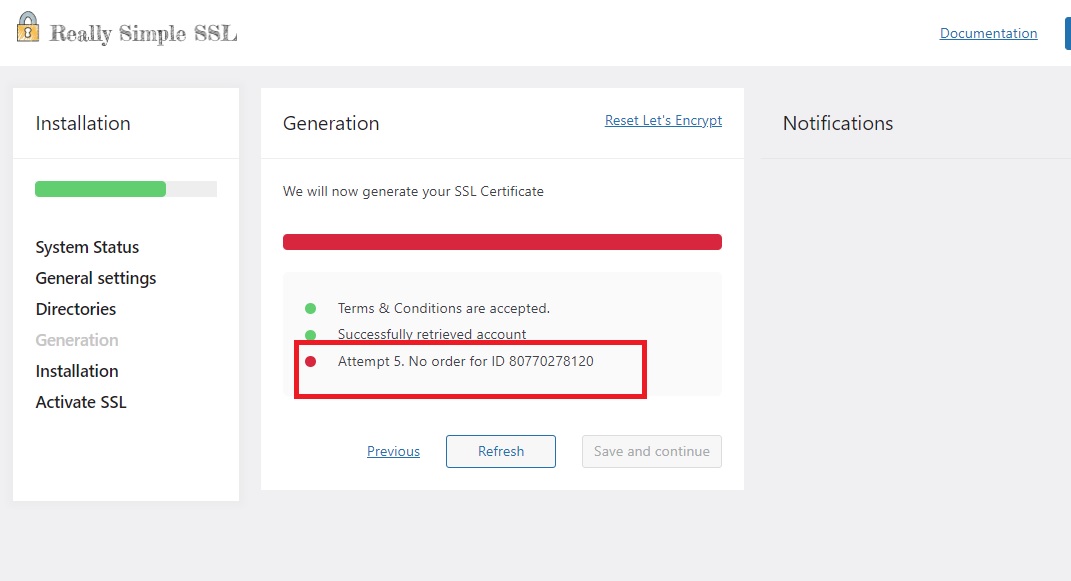 Really Simple SSL
Documentation
Installation
System Status
General settings
Directories
Generation
Installation
Activate SSL
Generation
Reset Let's Encrypt
We will now generate your SSL Certificate
Terms & Conditions are accepted.
Successfully retrieved account
Attempt 5. No order for ID 80770278120
Previous
Refresh
Save and continue
Notifications